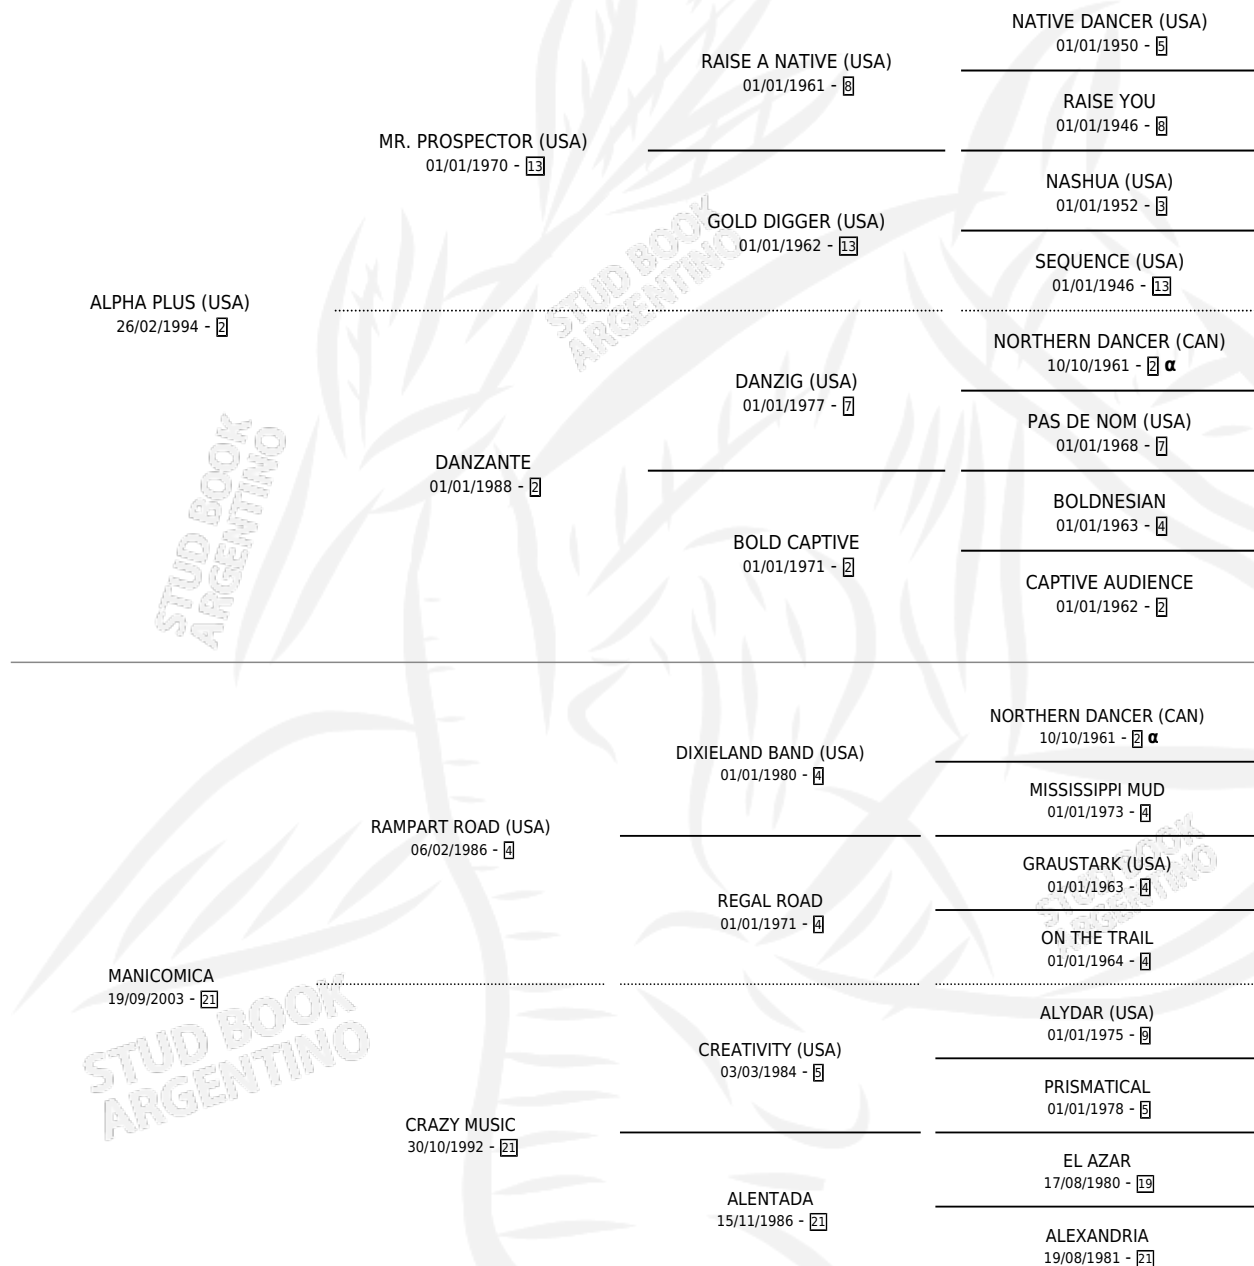 NATIVE DANCER (USA)
01/01/1950 - 5
RAISE A NATIVE (USA)
01/01/1961 - 8
RAISE YOU
01/01/1946 - 8
MR. PROSPECTOR (USA)
01/01/1970 - 13
NASHUA (USA)
01/01/1952 - 3
GOLD DIGGER (USA)
01/01/1962 - 13
SEQUENCE (USA)
01/01/1946 - 13
ALPHA PLUS (USA)
26/02/1994 - 2
NORTHERN DANCER (CAN)
10/10/1961 - 2 α
DANZIG (USA)
01/01/1977 - 7
PAS DE NOM (USA)
01/01/1968 - 7
DANZANTE
01/01/1988 - 2
BOLDNESIAN
01/01/1963 - 4
BOLD CAPTIVE
01/01/1971 - 2
CAPTIVE AUDIENCE
01/01/1962 - 2
NORTHERN DANCER (CAN)
10/10/1961 - 2 α
DIXIELAND BAND (USA)
01/01/1980 - 4
MISSISSIPPI MUD
01/01/1973 - 4
RAMPART ROAD (USA)
06/02/1986 - 4
GRAUSTARK (USA)
01/01/1963 - 4
REGAL ROAD
01/01/1971 - 4
ON THE TRAIL
01/01/1964 - 4
MANICOMICA
19/09/2003 - 21
ALYDAR (USA)
01/01/1975 - 9
CREATIVITY (USA)
03/03/1984 - 5
PRISMATICAL
01/01/1978 - 5
CRAZY MUSIC
30/10/1992 - 21
EL AZAR
17/08/1980 - 19
ALENTADA
15/11/1986 - 21
ALEXANDRIA
19/08/1981 - 21
STUD BOOK
ARGENTINO
STUD BOOK
ARGENTINO
STUD BOOK
ARGENTINO
STUD BOOK
ARGENTINO